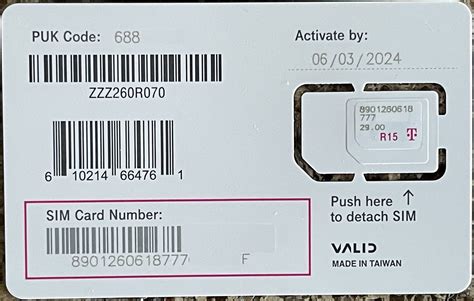 PUK Code: 688
Activate by:
06/03/2024
ZZZ260R070
8901260618
777
29.00
R15 T
6 10214 66476 1
Push here ↑
to detach SIM
SIM Card Number:
8901260618777 F
VALID
MADE IN TAIWAN